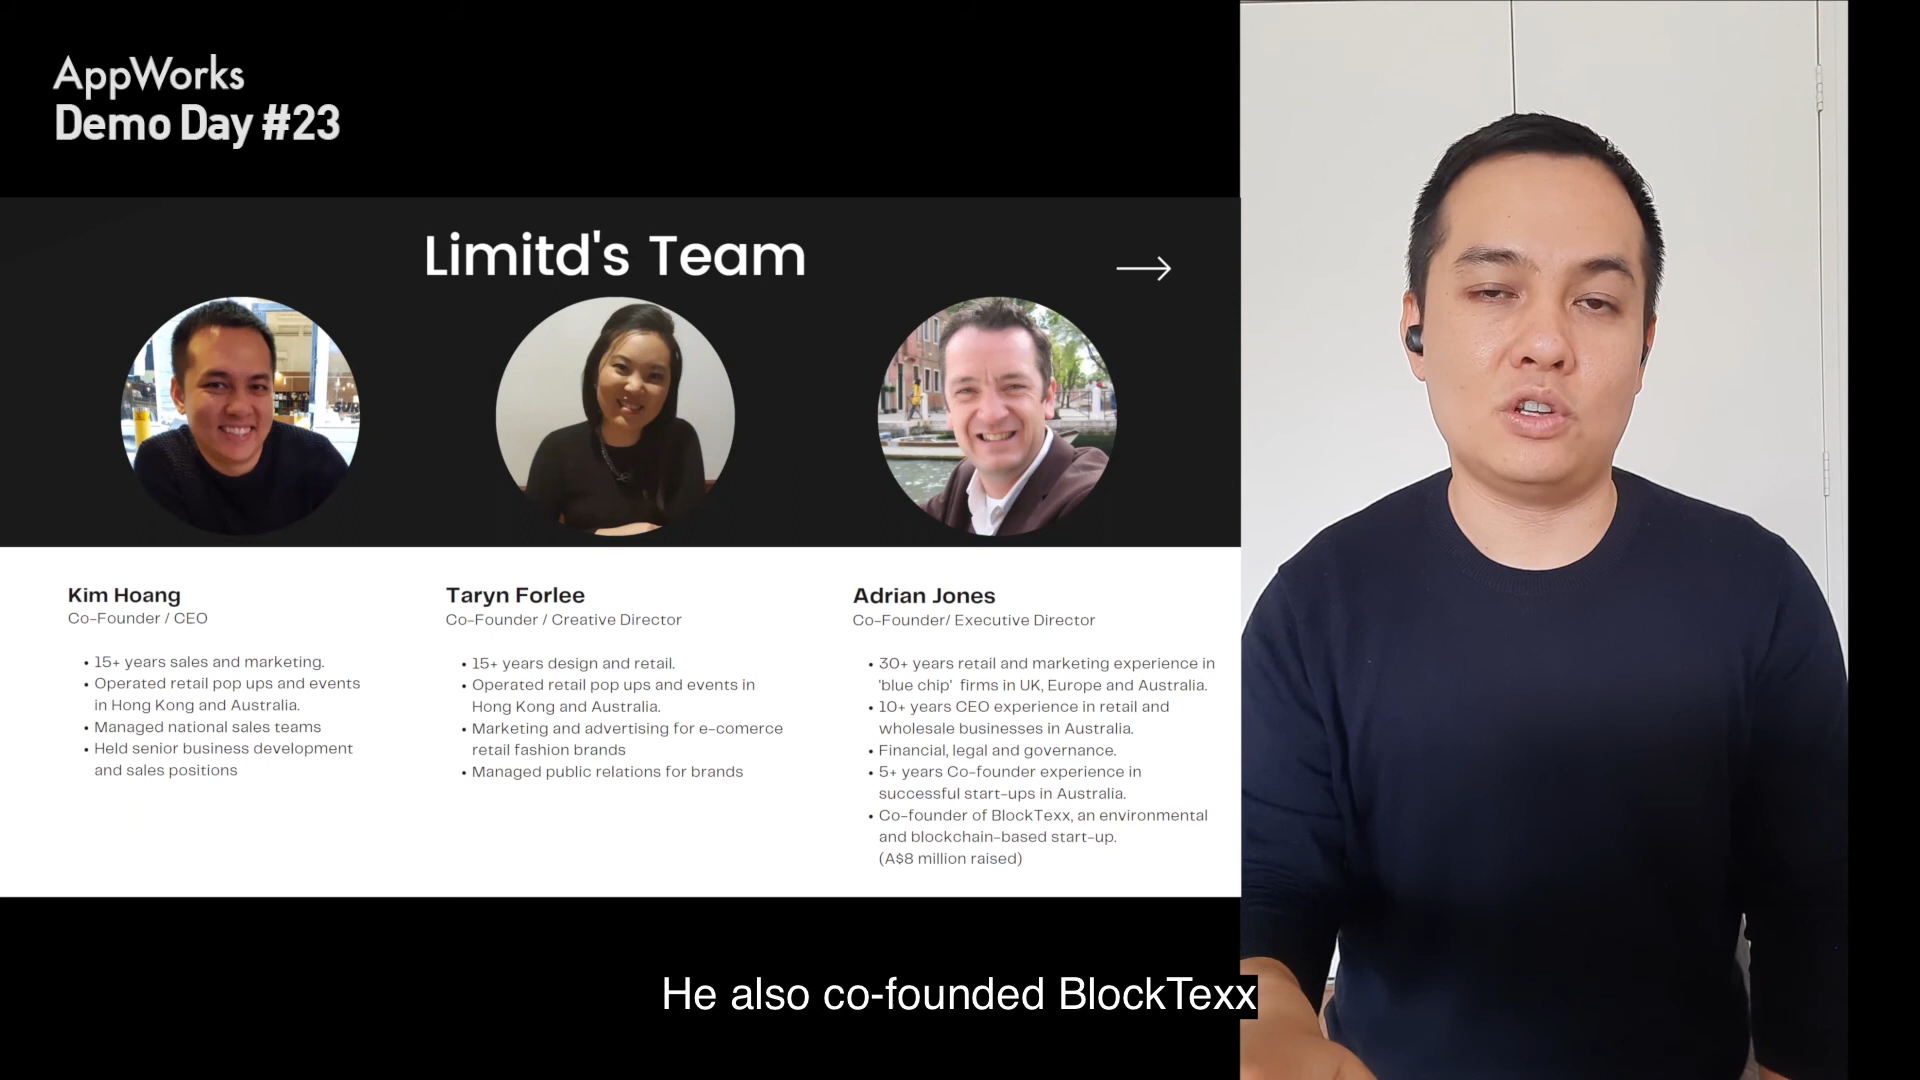 AppWorks
Demo Day #23
Limitd's Team
Kim Hoang
Co-Founder / CEO
• 15+ years sales and marketing.
• Operated retail pop ups and events
in Hong Kong and Australia.
• Managed national sales teams
• Held senior business development
and sales positions
Taryn Forlee
Co-Founder / Creative Director
• 15+ years design and retail.
• Operated retail pop ups and events in
Hong Kong and Australia.
• Marketing and advertising for e-comerce
retail fashion brands
• Managed public relations for brands
Adrian Jones
Co-Founder/ Executive Director
• 30+ years retail and marketing experience in
'blue chip' firms in UK, Europe and Australia.
• 10+ years CEO experience in retail and
wholesale businesses in Australia.
• Financial, legal and governance.
• 5+ years Co-founder experience in
successful start-ups in Australia.
• Co-founder of BlockTexx, an environmental
and blockchain-based start-up.
(A$8 million raised)
He also co-founded BlockTexx